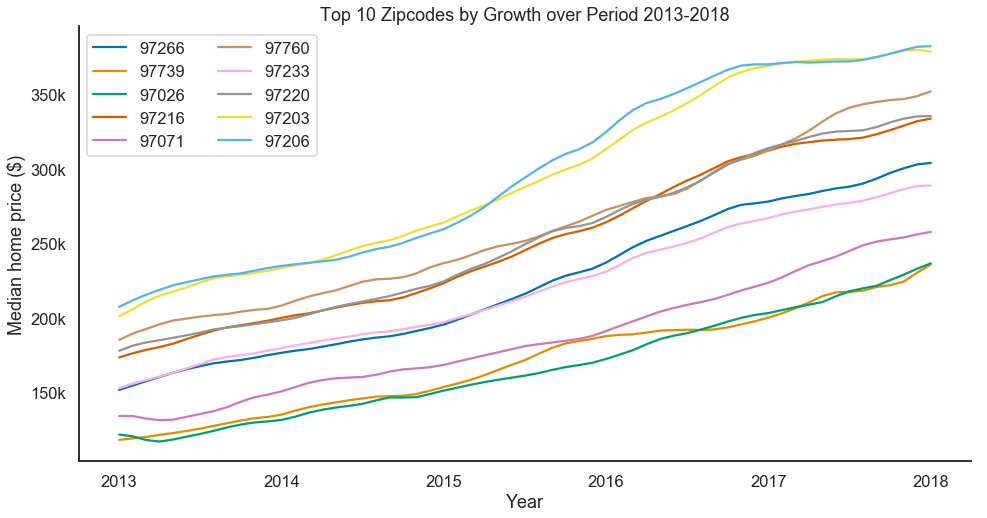 Top 10 Zipcodes by Growth over Period 2013-2018
97266 97760
97739 97233
97026 97220
97216 97203
97071 97206
350k
300k
250k
200k
150k
Median home price ($)
2013 2014 2015 2016 2017 2018
Year